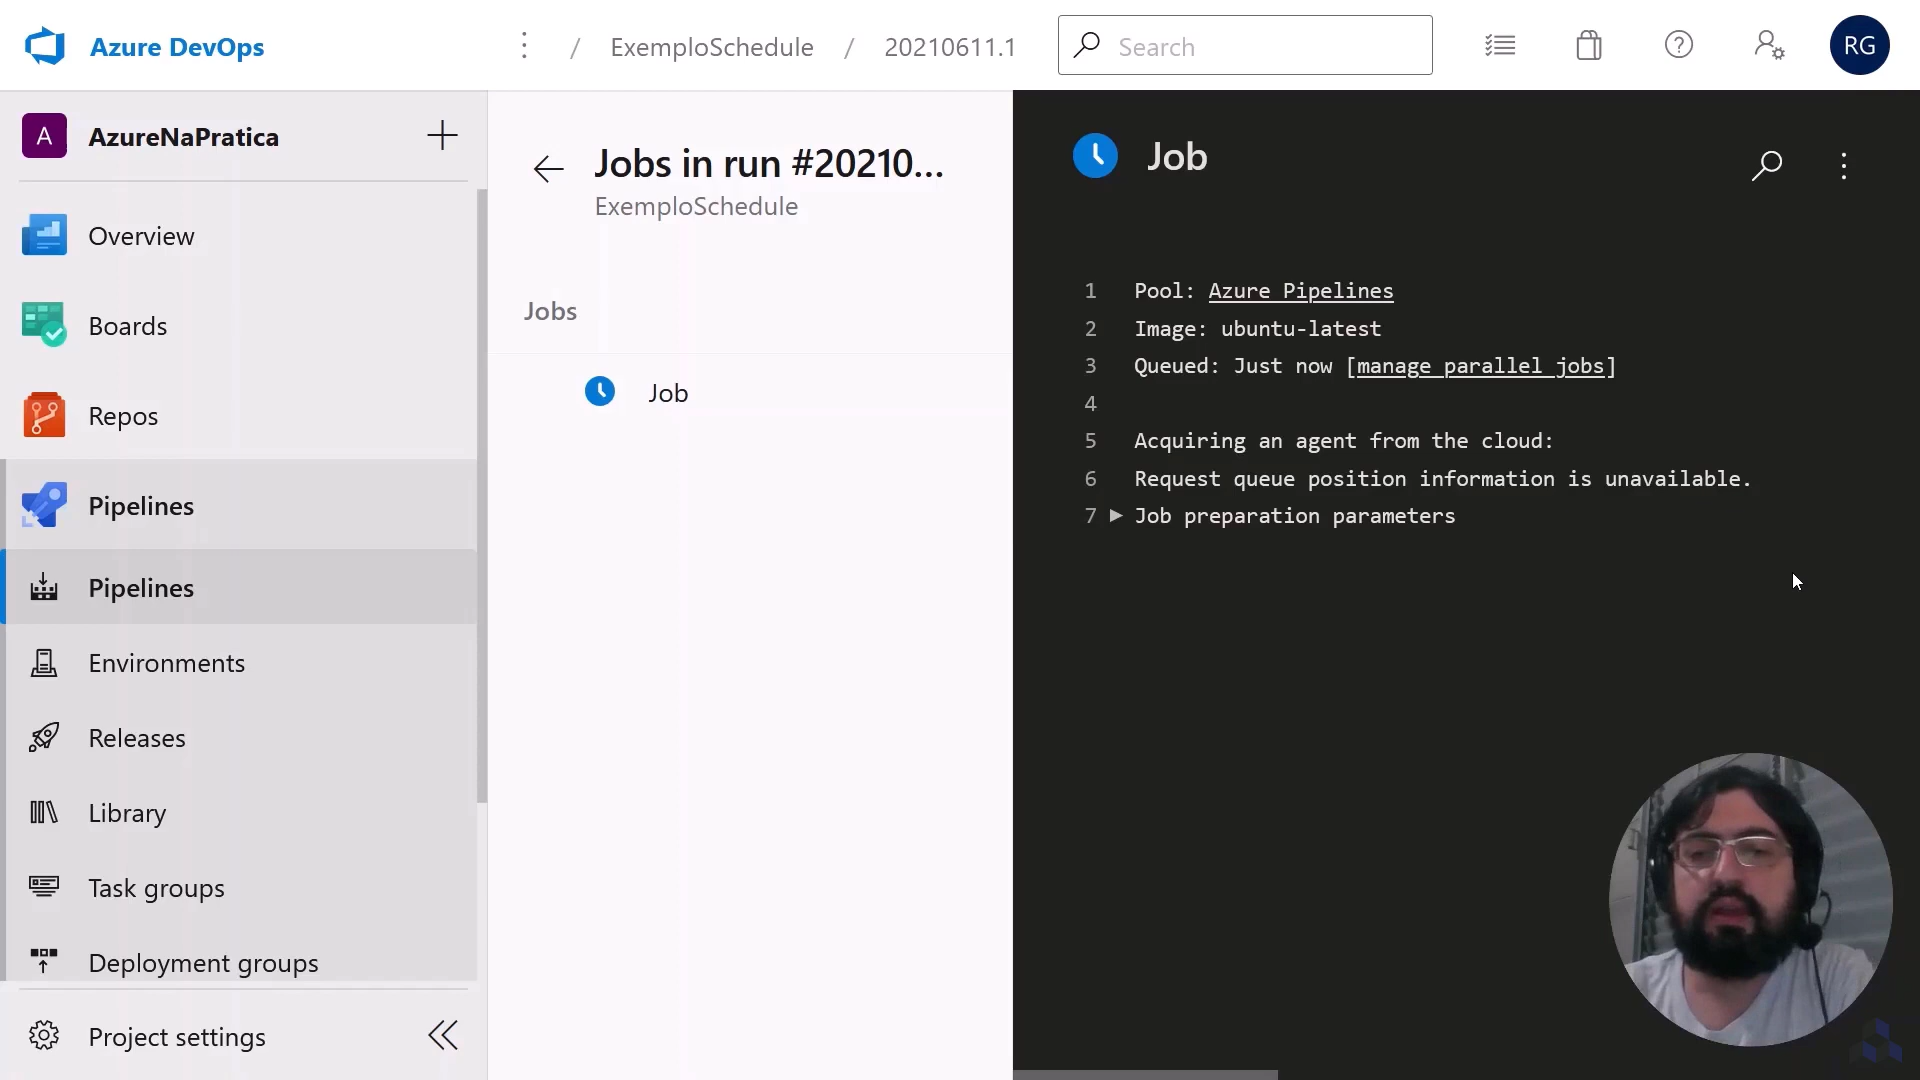 Azure DevOps
/ ExemploSchedule / 20210611.1
Search
RG
A AzureNaPratica
Overview
Boards
Repos
Pipelines
Pipelines
Environments
Releases
Library
Task groups
Deployment groups
Project settings
Jobs in run #20210...
ExemploSchedule
Jobs
Job
Job
1 Pool: Azure Pipelines
2 Image: ubuntu-latest
3 Queued: Just now [manage parallel jobs]
4
5 Acquiring an agent from the cloud:
6 Request queue position information is unavailable.
7 Job preparation parameters